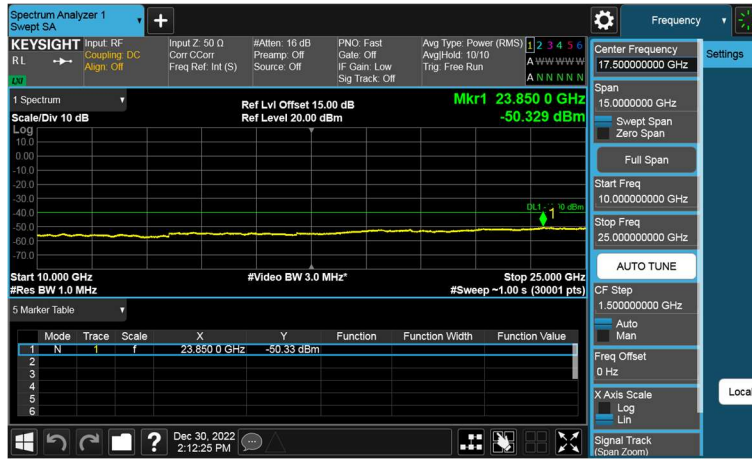 Spectrum Analyzer 1
Swept SA
Frequency
KEYSIGHT
R L
LXI
Input: RF
Coupling: DC
Align: Off
Input Z: 50 Ω
Corr CCorr
Freq Ref: Int (S)
#Atten: 16 dB
Preamp: Off
Source: Off
PNO: Fast
Gate: Off
IF Gain: Low
Sig Track: Off
Avg Type: Power (RMS)
Avg|Hold: 10/10
Trig: Free Run
1 2 3 4 5 6
A W W W W W
A N N N N N
1 Spectrum
Scale/Div 10 dB
Ref Lvl Offset 15.00 dB
Ref Level 20.00 dBm
Mkr1 23.850 0 GHz
-50.329 dBm
Log
10.0
0.00
-10.0
-20.0
-30.0
-40.0
-50.0
-60.0
-70.0
DL1
dBm
1
Start 10.000 GHz
#Res BW 1.0 MHz
#Video BW 3.0 MHz*
Stop 25.000 GHz
#Sweep ~1.00 s (30001 pts)
5 Marker Table
Mode Trace Scale X Y Function Function Width Function Value
1 N 1 f 23.850 0 GHz -50.33 dBm
2
3
4
5
6
Dec 30, 2022
2:12:25 PM
Center Frequency
17.500000000 GHz
Settings
Span
15.0000000 GHz
Swept Span
Zero Span
Full Span
Start Freq
10.000000000 GHz
Stop Freq
25.000000000 GHz
AUTO TUNE
CF Step
1.500000000 GHz
Auto
Man
Freq Offset
0 Hz
X Axis Scale
Log
Lin
Local
Signal Track
(Span Zoom)